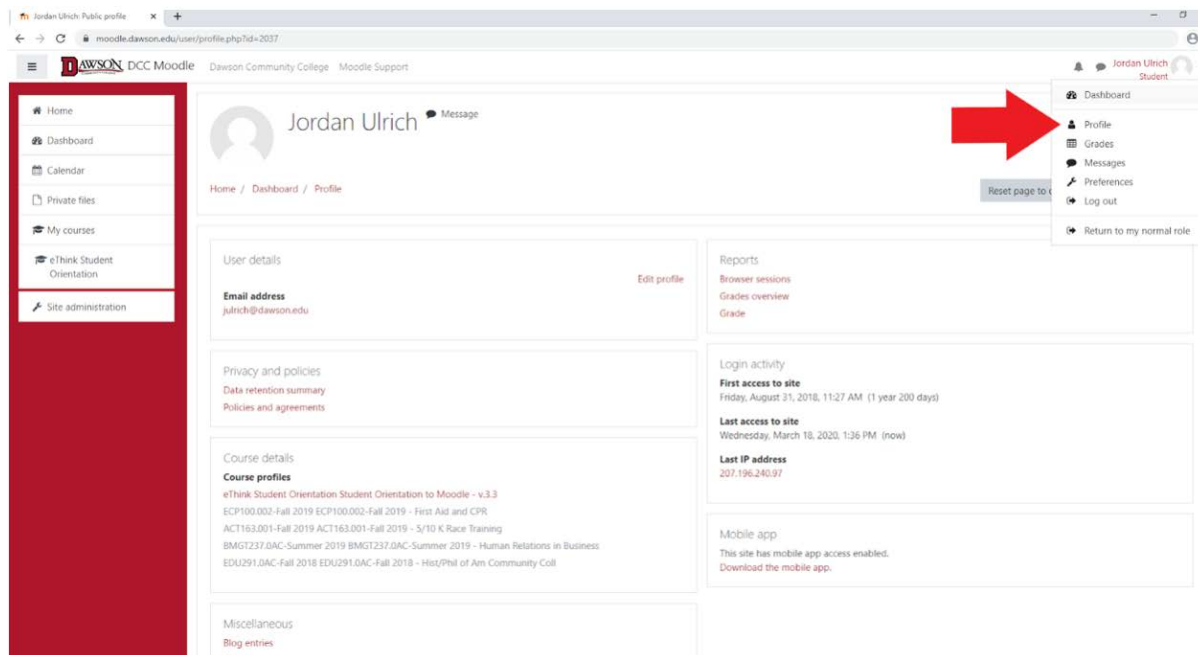 Jordan Ulrich: Public profile
moodle.dawson.edu/user/profile.php?id=2037
DAWSON DCC Moodle Dawson Community College Moodle Support
Jordan Ulrich
Student
Home
Dashboard
Calendar
Private files
My courses
eThink Student
Orientation
Site administration
Jordan Ulrich Message
Home / Dashboard / Profile
Reset page to
Dashboard
Profile
Grades
Messages
Preferences
Log out
Return to my normal role
User details
Edit profile
Email address
julrich@dawson.edu
Privacy and policies
Data retention summary
Policies and agreements
Course details
Course profiles
eThink Student Orientation Student Orientation to Moodle - v.3.3
ECP100.002-Fall 2019 ECP100.002-Fall 2019 - First Aid and CPR
ACT163.001-Fall 2019 ACT163.001-Fall 2019 - 5/10 K Race Training
BMGT237.0AC-Summer 2019 BMGT237.0AC-Summer 2019 - Human Relations in Business
EDU291.0AC-Fall 2018 EDU291.0AC-Fall 2018 - Hist/Phil of Am Community Coll
Miscellaneous
Blog entries
Reports
Browser sessions
Grades overview
Grade
Login activity
First access to site
Friday, August 31, 2018, 11:27 AM (1 year 200 days)
Last access to site
Wednesday, March 18, 2020, 1:36 PM (now)
Last IP address
207.196.240.97
Mobile app
This site has mobile app access enabled.
Download the mobile app.